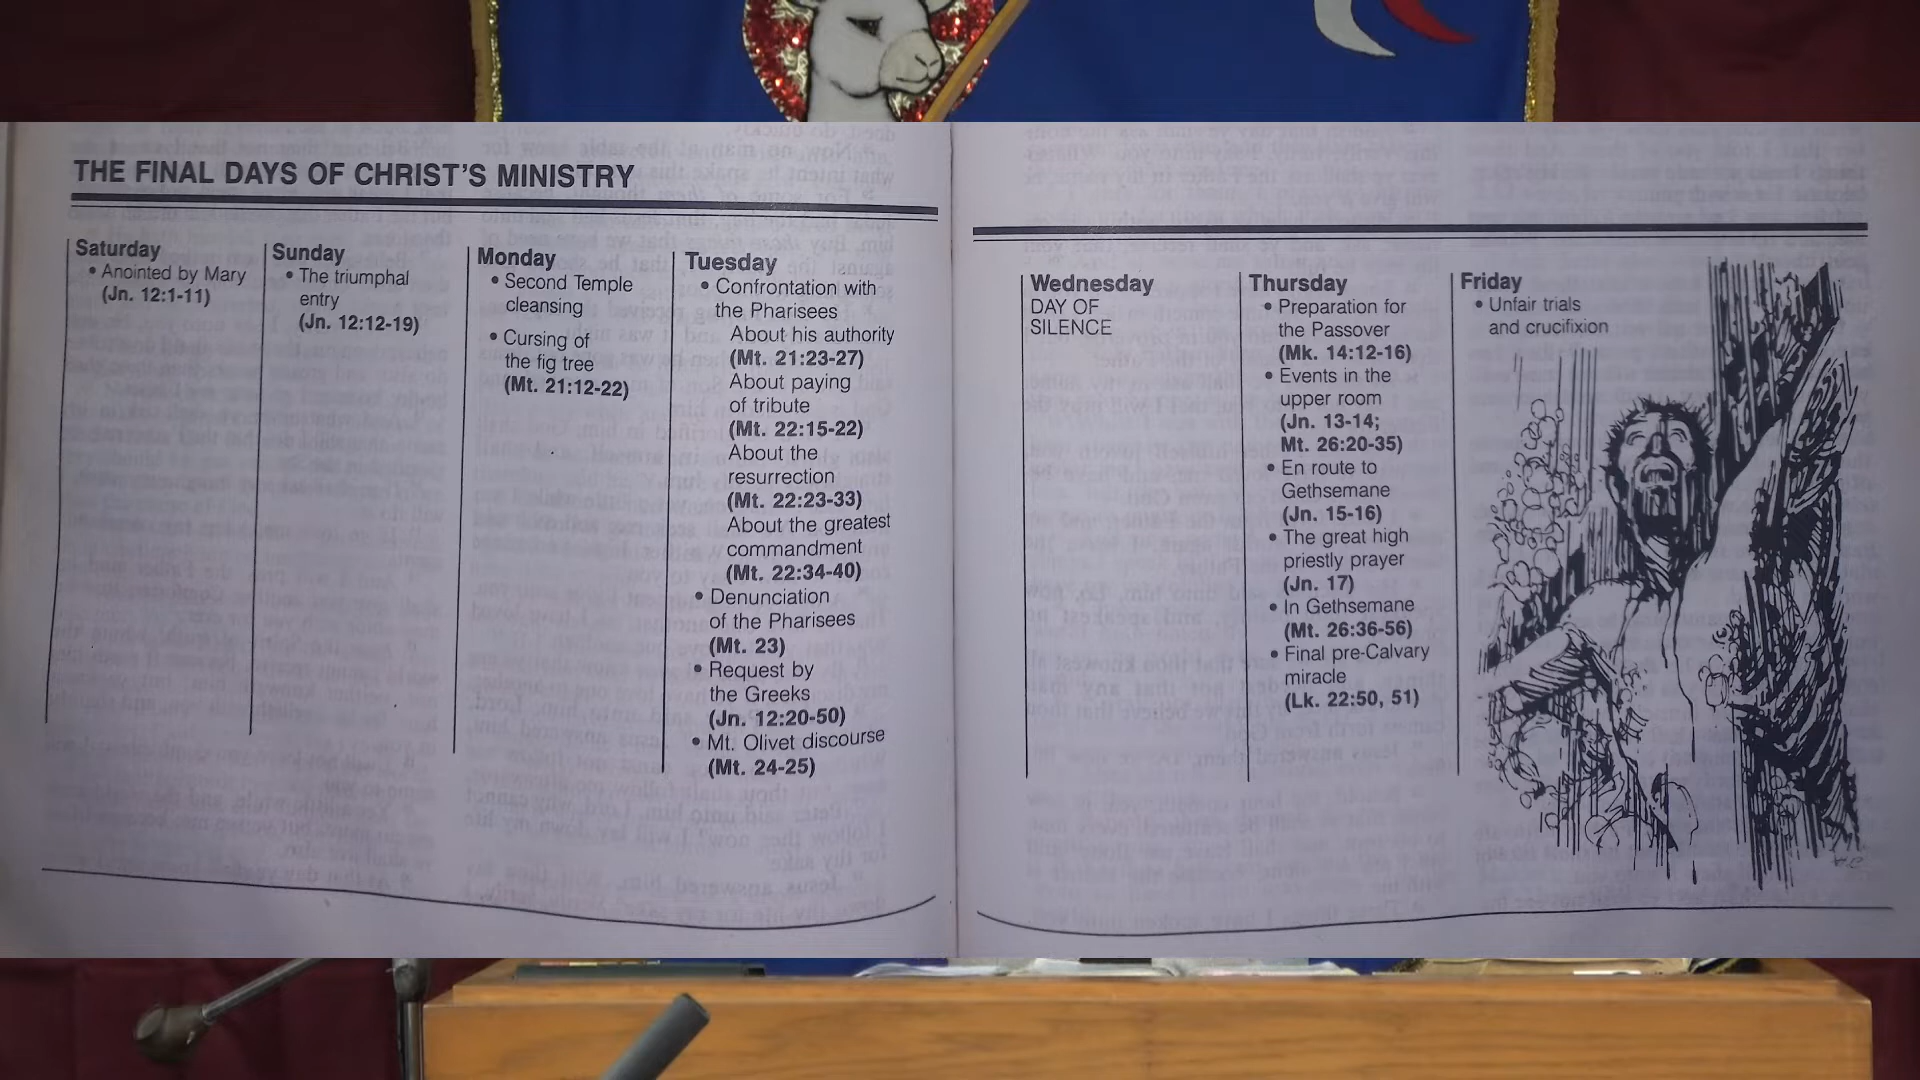 THE FINAL DAYS OF CHRIST'S MINISTRY
Saturday
• Anointed by Mary
(Jn. 12:1-11)
Sunday
• The triumphal
entry
(Jn. 12:12-19)
Monday
• Second Temple
cleansing
• Cursing of
the fig tree
(Mt. 21:12-22)
Tuesday
• Confrontation with
the Pharisees
About his authority
(Mt. 21:23-27)
About paying
of tribute
(Mt. 22:15-22)
About the
resurrection
(Mt. 22:23-33)
About the greatest
commandment
(Mt. 22:34-40)
• Denunciation
of the Pharisees
(Mt. 23)
• Request by
the Greeks
(Jn. 12:20-50)
• Mt. Olivet discourse
(Mt. 24-25)
Wednesday
DAY OF
SILENCE
Thursday
• Preparation for
the Passover
(Mk. 14:12-16)
• Events in the
upper room
(Jn. 13-14;
Mt. 26:20-35)
• En route to
Gethsemane
(Jn. 15-16)
• The great high
priestly prayer
(Jn. 17)
• In Gethsemane
(Mt. 26:36-56)
• Final pre-Calvary
miracle
(Lk. 22:50, 51)
Friday
• Unfair trials
and crucifixion